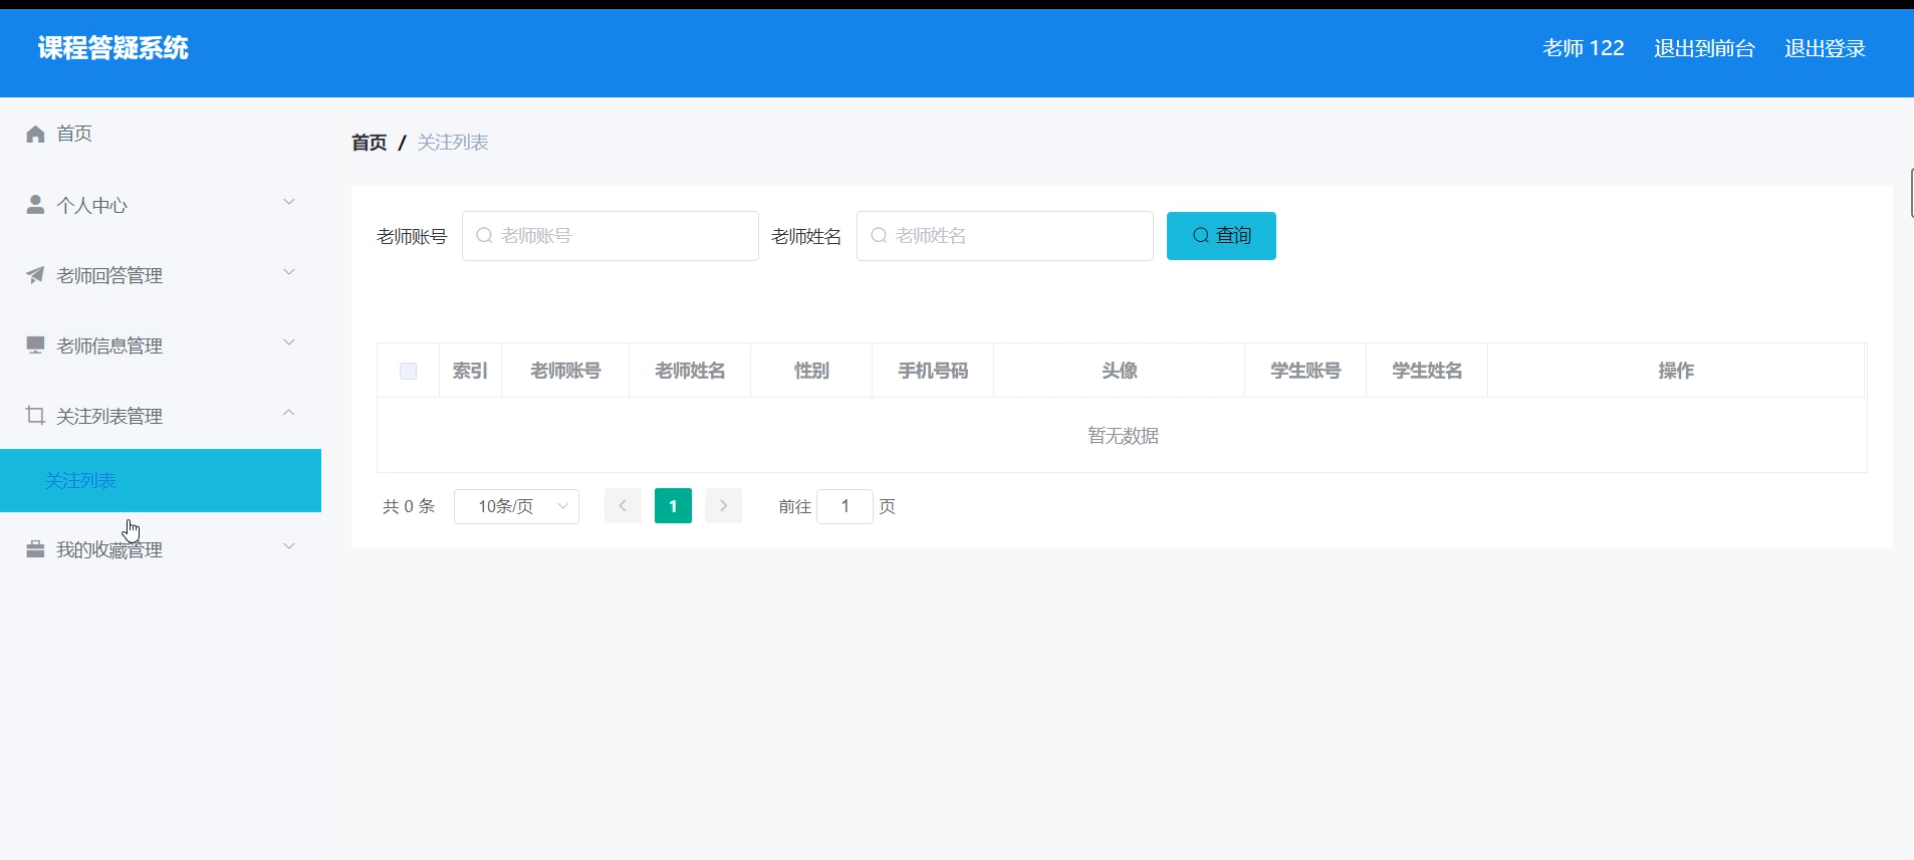 课程答疑系统
老师 122 退出到前台 退出登录
首页
个人中心
老师回答管理
老师信息管理
关注列表管理
关注列表
我的收藏管理
首页 / 关注列表
老师账号 老师账号 老师姓名 老师姓名 查询
索引 老师账号 老师姓名 性别 手机号码 头像 学生账号 学生姓名 操作
暂无数据
共 0 条 10条/页 1 前往 1 页